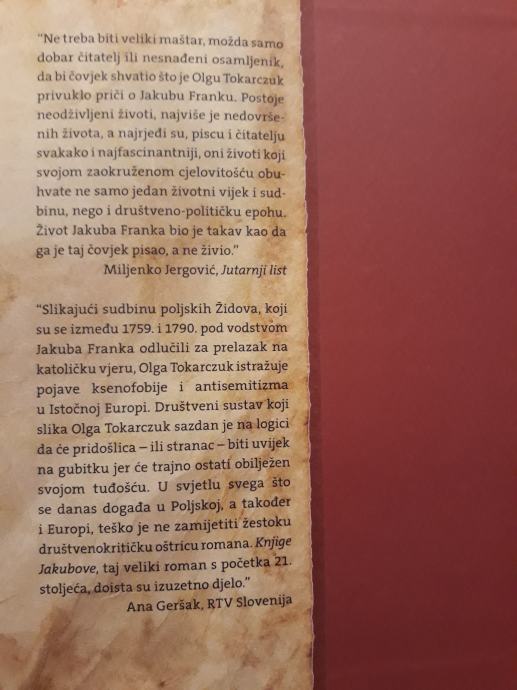 “Ne treba biti veliki maštar, možda samo
dobar čitatelj ili nesnađeni osamljenik,
da bi čovjek shvatio što je Olgu Tokarczuk
privuklo priči o Jakubu Franku. Postoje
neodživljeni životi, najviše je nedovrše-
nih života, a najrjeđi su, piscu i čitatelju
svakako i najfascinantniji, oni životi koji
svojom zaokruženom cjelovitošću obu-
hvate ne samo jedan životni vijek i sud-
binu, nego i društveno-političku epohu.
Život Jakuba Franka bio je takav kao da
ga je taj čovjek pisao, a ne živio.”
Miljenko Jergović, Jutarnji list
“Slikajući sudbinu poljskih Židova, koji
su se između 1759. i 1790. pod vodstvom
Jakuba Franka odlučili za prelazak na
katoličku vjeru, Olga Tokarczuk istražuje
pojave ksenofobije i antisemitizma
u Istočnoj Europi. Društveni sustav koji
slika Olga Tokarczuk sazdan je na logici
da će pridošlica – ili stranac – biti uvijek
na gubitku jer će trajno ostati obilježen
svojom tuđošću. U svjetlu svega što
se danas događa u Poljskoj, a također
i Europi, teško je ne zamijetiti žestoku
društvenokritičku oštricu romana. Knjige
Jakubove, taj veliki roman s početka 21.
stoljeća, doista su izuzetno djelo.”
Ana Geršak, RTV Slovenija